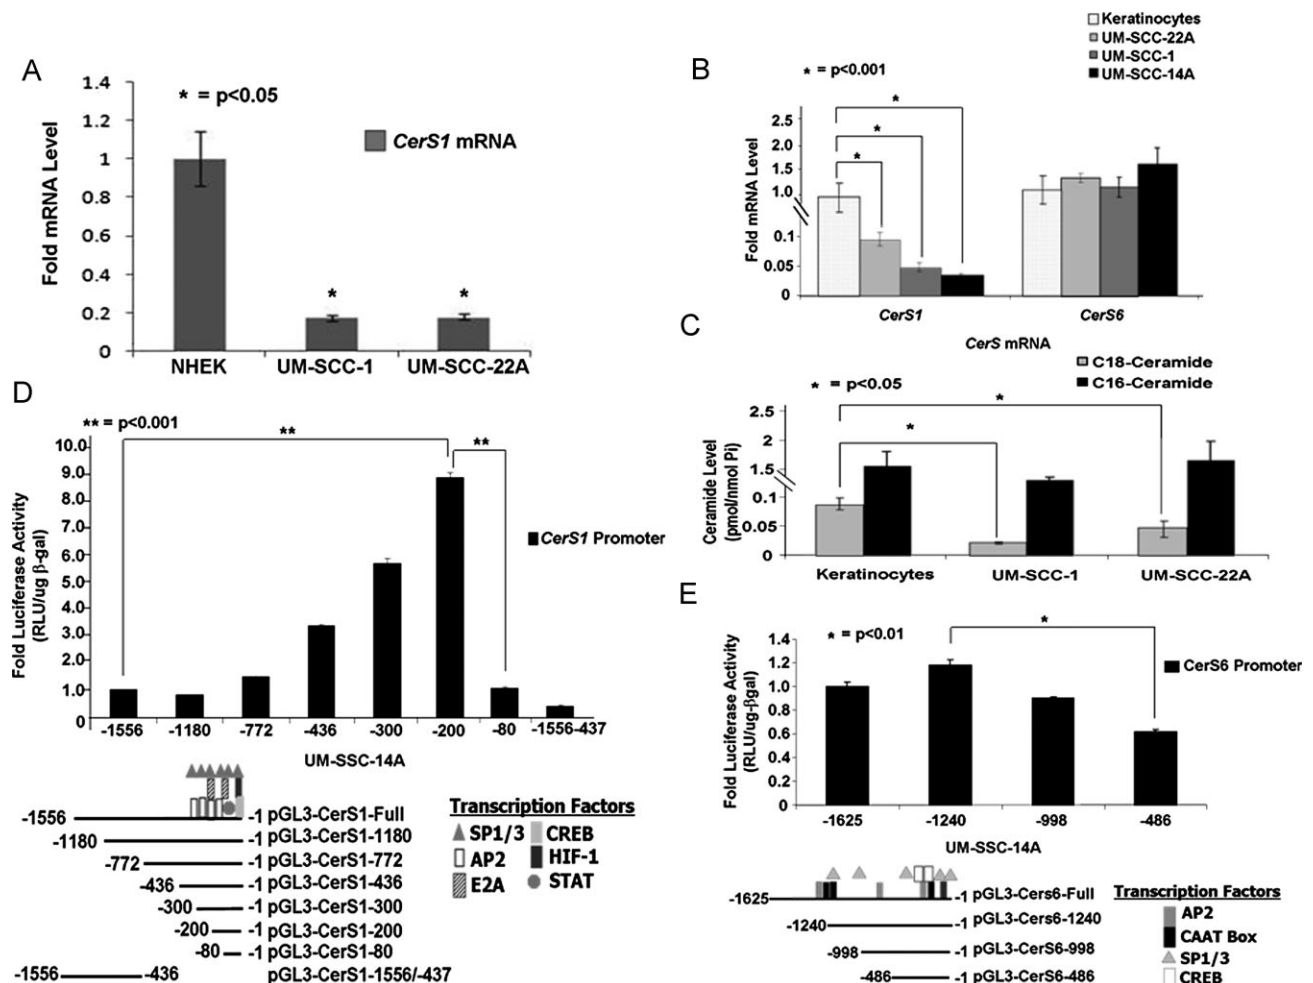 A
* = p<0.05
CerS1 mRNA
Fold mRNA Level
1.4
1.2
1
0.8
0.6
0.4
0.2
0
*
*
NHEK
UM-SCC-1
UM-SCC-22A
B
Keratinocytes
UM-SCC-22A
UM-SCC-1
UM-SCC-14A
* = p<0.001
Fold mRNA Level
2.5
2.0
1.5
1.0
0.1
0.05
0
*
*
*
CerS1
CerS6
CerS mRNA
C
C18-Ceramide
C16-Ceramide
* = p<0.05
Ceramide Level
(pmol/nmol Pi)
2.5
2
1.5
0.1
0.05
0
*
*
Keratinocytes
UM-SCC-1
UM-SCC-22A
D
** = p<0.001
**
**
Fold Luciferase Activity
(RLU/ug β-gal)
10.0
9.0
8.0
6.0
5.0
4.0
3.0
2.0
1.0
0
CerS1 Promoter
-1556
-1180
-772
-436
-300
-200
-80
-1556-437
UM-SSC-14A
-1556 -1 pGL3-CerS1-Full
-1180 -1 pGL3-CerS1-1180
-772 -1 pGL3-CerS1-772
-436 -1 pGL3-CerS1-436
-300 -1 pGL3-CerS1-300
-200 -1 pGL3-CerS1-200
-80 -1 pGL3-CerS1-80
-1556 -436 pGL3-CerS1-1556/-437
Transcription Factors
SP1/3 CREB
AP2 HIF-1
E2A STAT
E
* = p<0.01
*
CerS6 Promoter
Fold Luciferase Activity
(RLU/ug-βgal)
1.4
1.2
1.0
0.8
0.6
0.4
0.2
0
-1625
-1240
-998
-486
UM-SSC-14A
-1625 -1 pGL3-Cers6-Full
-1240 -1 pGL3-Cers6-1240
-998 -1 pGL3-CerS6-998
-486 -1 pGL3-CerS6-486
Transcription Factors
AP2
CAAT Box
SP1/3
CREB